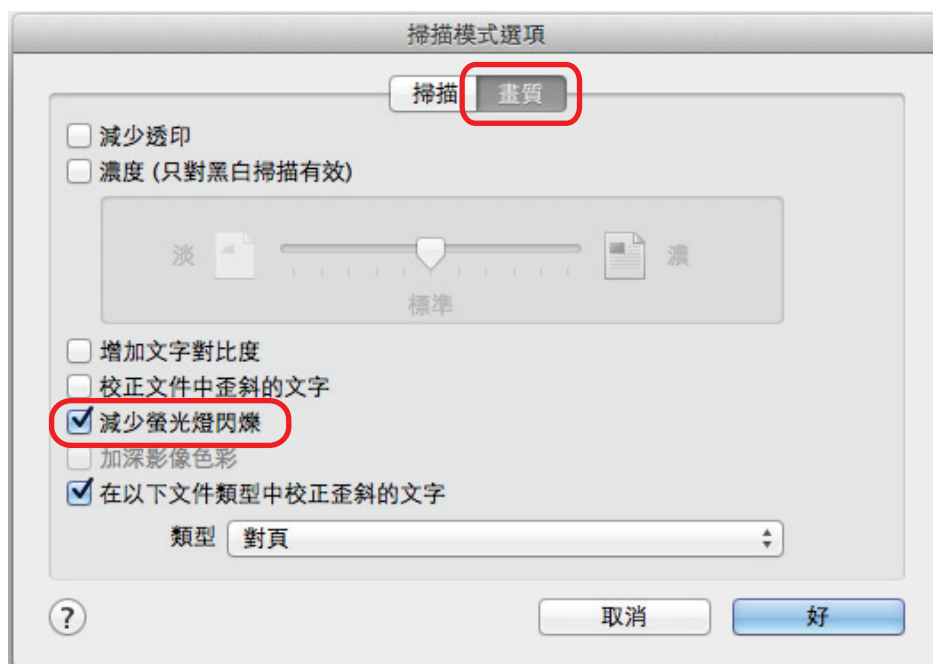 掃描模式選項
掃描 畫質
減少透印
濃度 (只對黑白掃描有效)
淡 濃
標準
增加文字對比度
校正文件中歪斜的文字
減少螢光燈閃爍
加深影像色彩
在以下文件類型中校正歪斜的文字
類型 對頁
? 取消 好